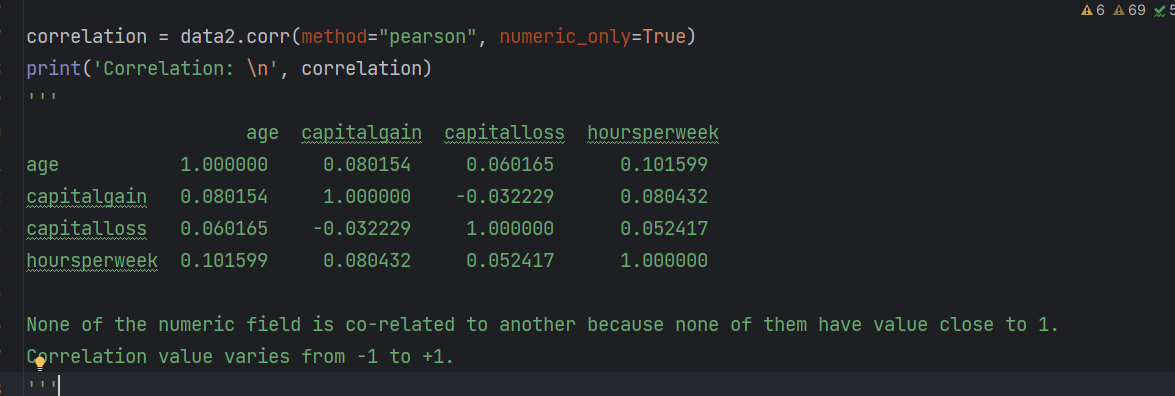 6 69 5
correlation = data2.corr(method="pearson", numeric_only=True)
print('Correlation: \n', correlation)
'''
age capitalgain capitalloss hoursperweek
age 1.000000 0.080154 0.060165 0.101599
capitalgain 0.080154 1.000000 -0.032229 0.080432
capitalloss 0.060165 -0.032229 1.000000 0.052417
hoursperweek 0.101599 0.080432 0.052417 1.000000
None of the numeric field is co-related to another because none of them have value close to 1.
Correlation value varies from -1 to +1.
'''